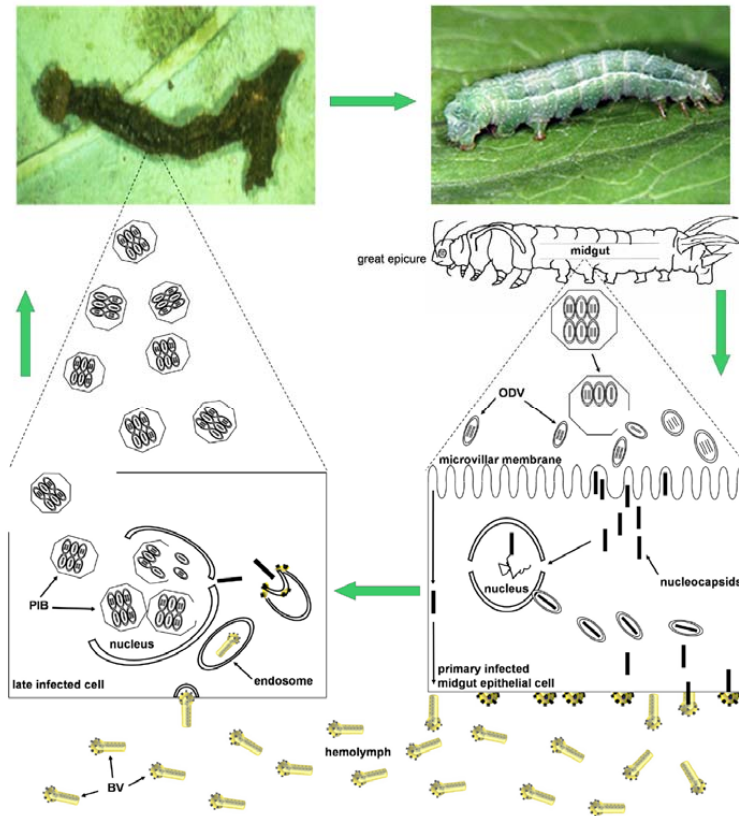 great epicure
midgut
ODV
microvillar membrane
nucleus
nucleocapsids
PIB
nucleus
endosome
late infected cell
primary infected
midgut epithelial cell
hemolymph
BV